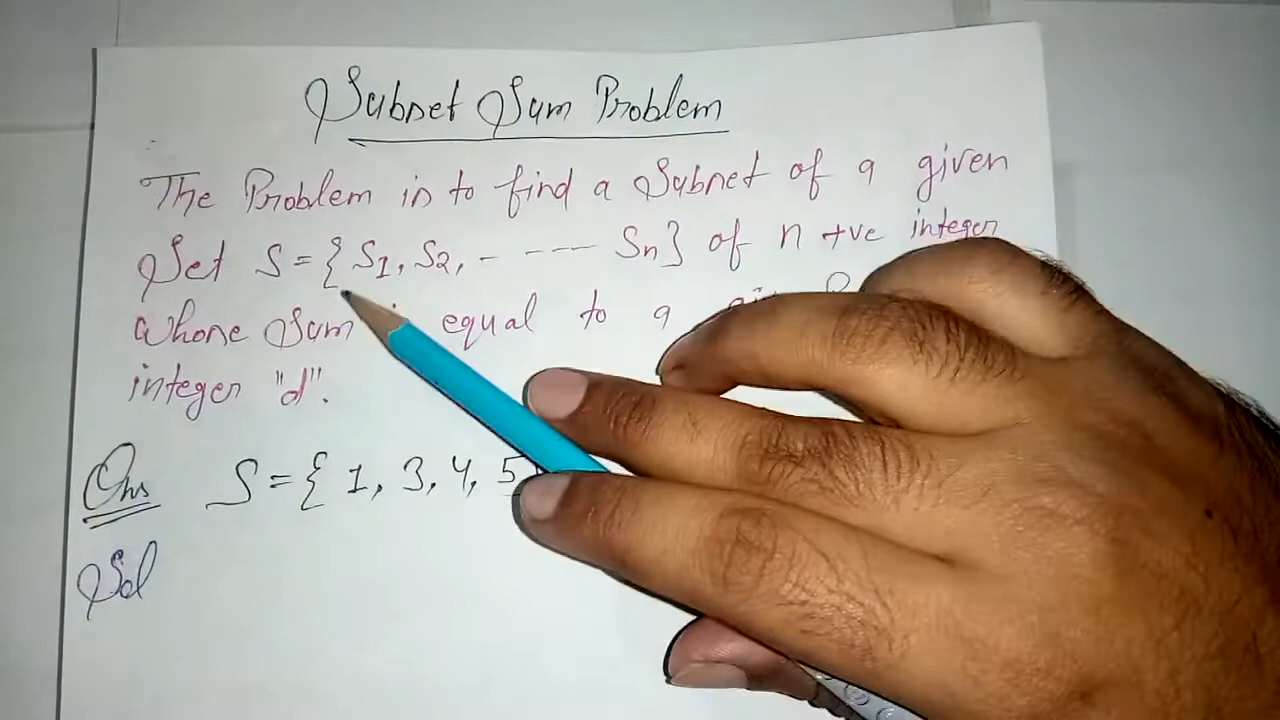 Subset Sum Problem
The Problem is to find a Subset of a given
Set S = { S1, S2, - ---- Sn} of n +ve integer
whose Sum equal to a
integer "d".
Qns S = { 1, 3, 4, 5
Sol